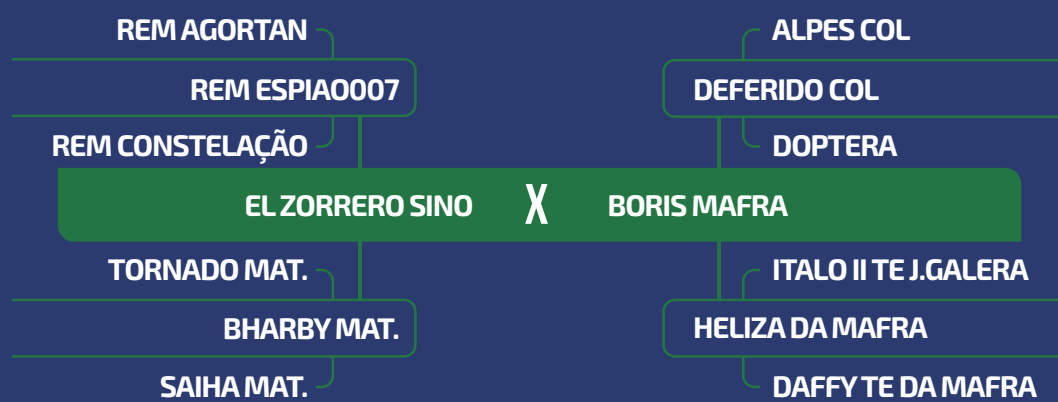 REM AGORTAN
ALPES COL
REM ESPIAO007
DEFERIDO COL
REM CONSTELAÇÃO
DOPTERA
EL ZORRERO SINO X BORIS MAFRA
TORNADO MAT.
ITALO II TE J.GALERA
BHARBY MAT.
HELIZA DA MAFRA
SAIHA MAT.
DAFFY TE DA MAFRA